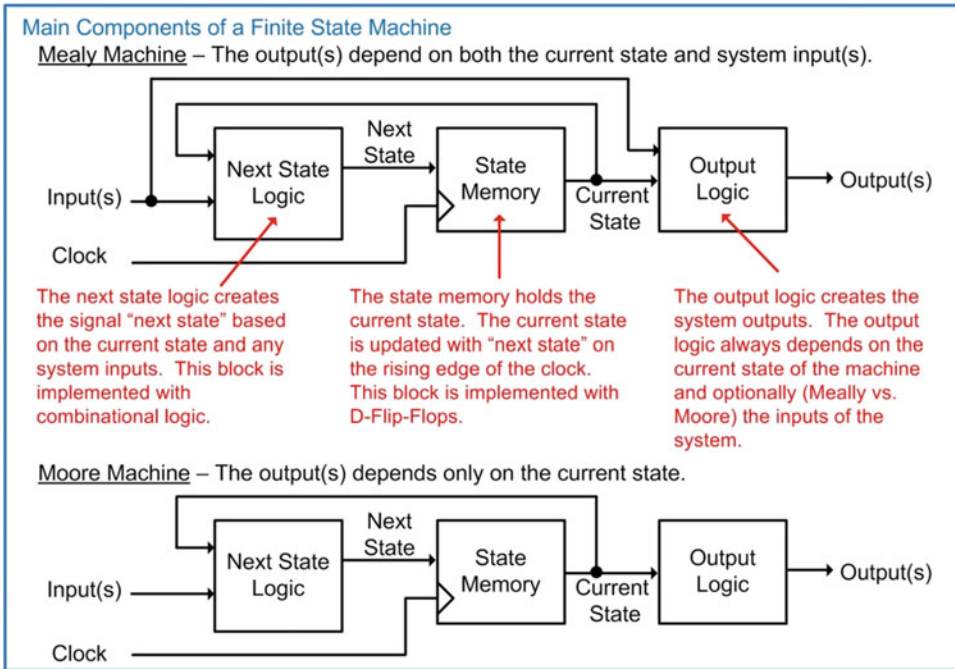 Main Components of a Finite State Machine
Mealy Machine – The output(s) depend on both the current state and system input(s).
Next
State
Next State
Logic
State
Memory
Output
Logic
Input(s)
Current
State
Output(s)
Clock
The next state logic creates
the signal “next state” based
on the current state and any
system inputs. This block is
implemented with
combinational logic.
The state memory holds the
current state. The current state
is updated with “next state” on
the rising edge of the clock.
This block is implemented with
D-Flip-Flops.
The output logic creates the
system outputs. The output
logic always depends on the
current state of the machine
and optionally (Meally vs.
Moore) the inputs of the
system.
Moore Machine – The output(s) depends only on the current state.
Next
State
Next State
Logic
State
Memory
Output
Logic
Input(s)
Current
State
Output(s)
Clock